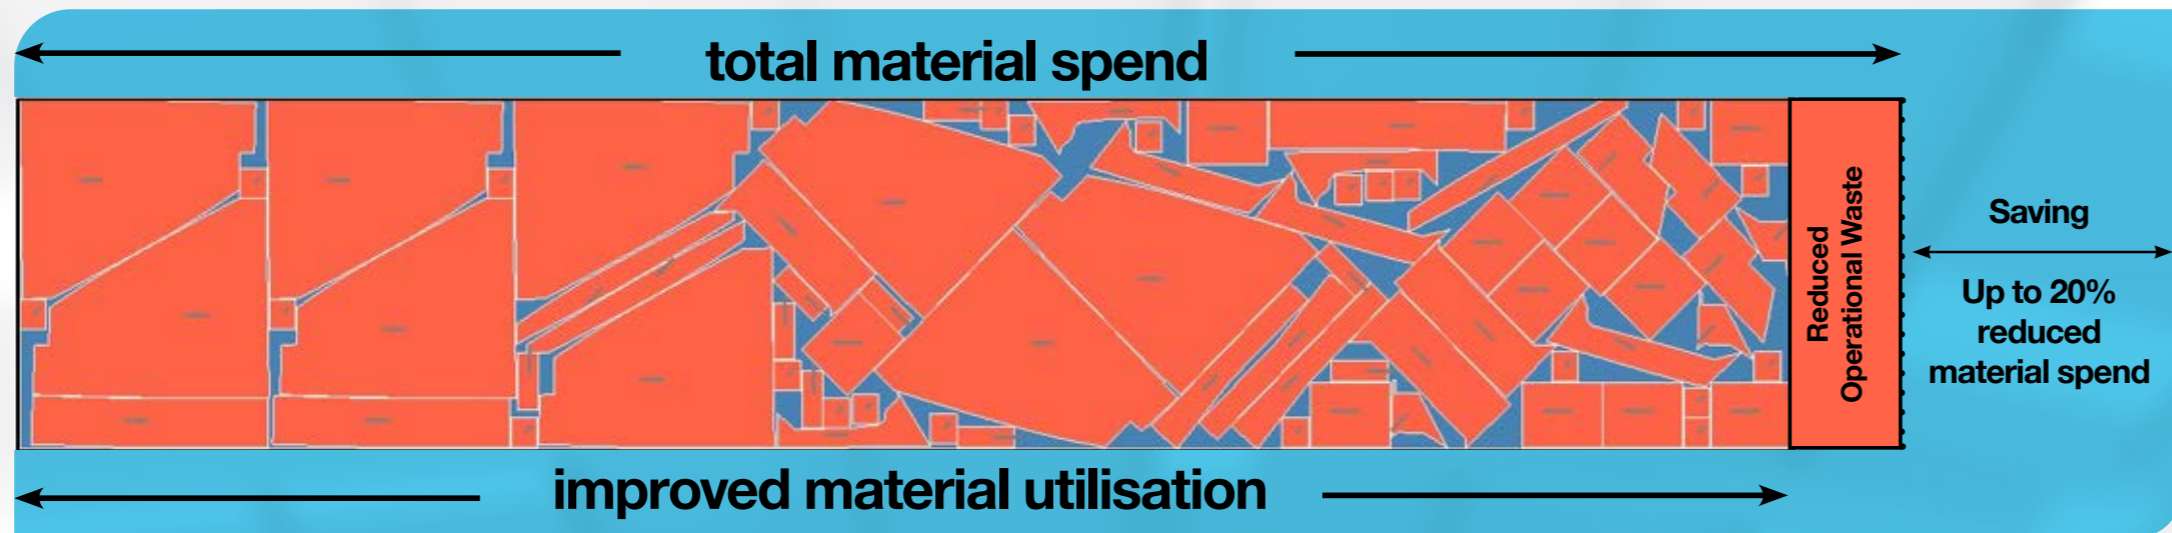 total material spend
Reduced
Operational Waste
Saving
Up to 20%
reduced
material spend
improved material utilisation